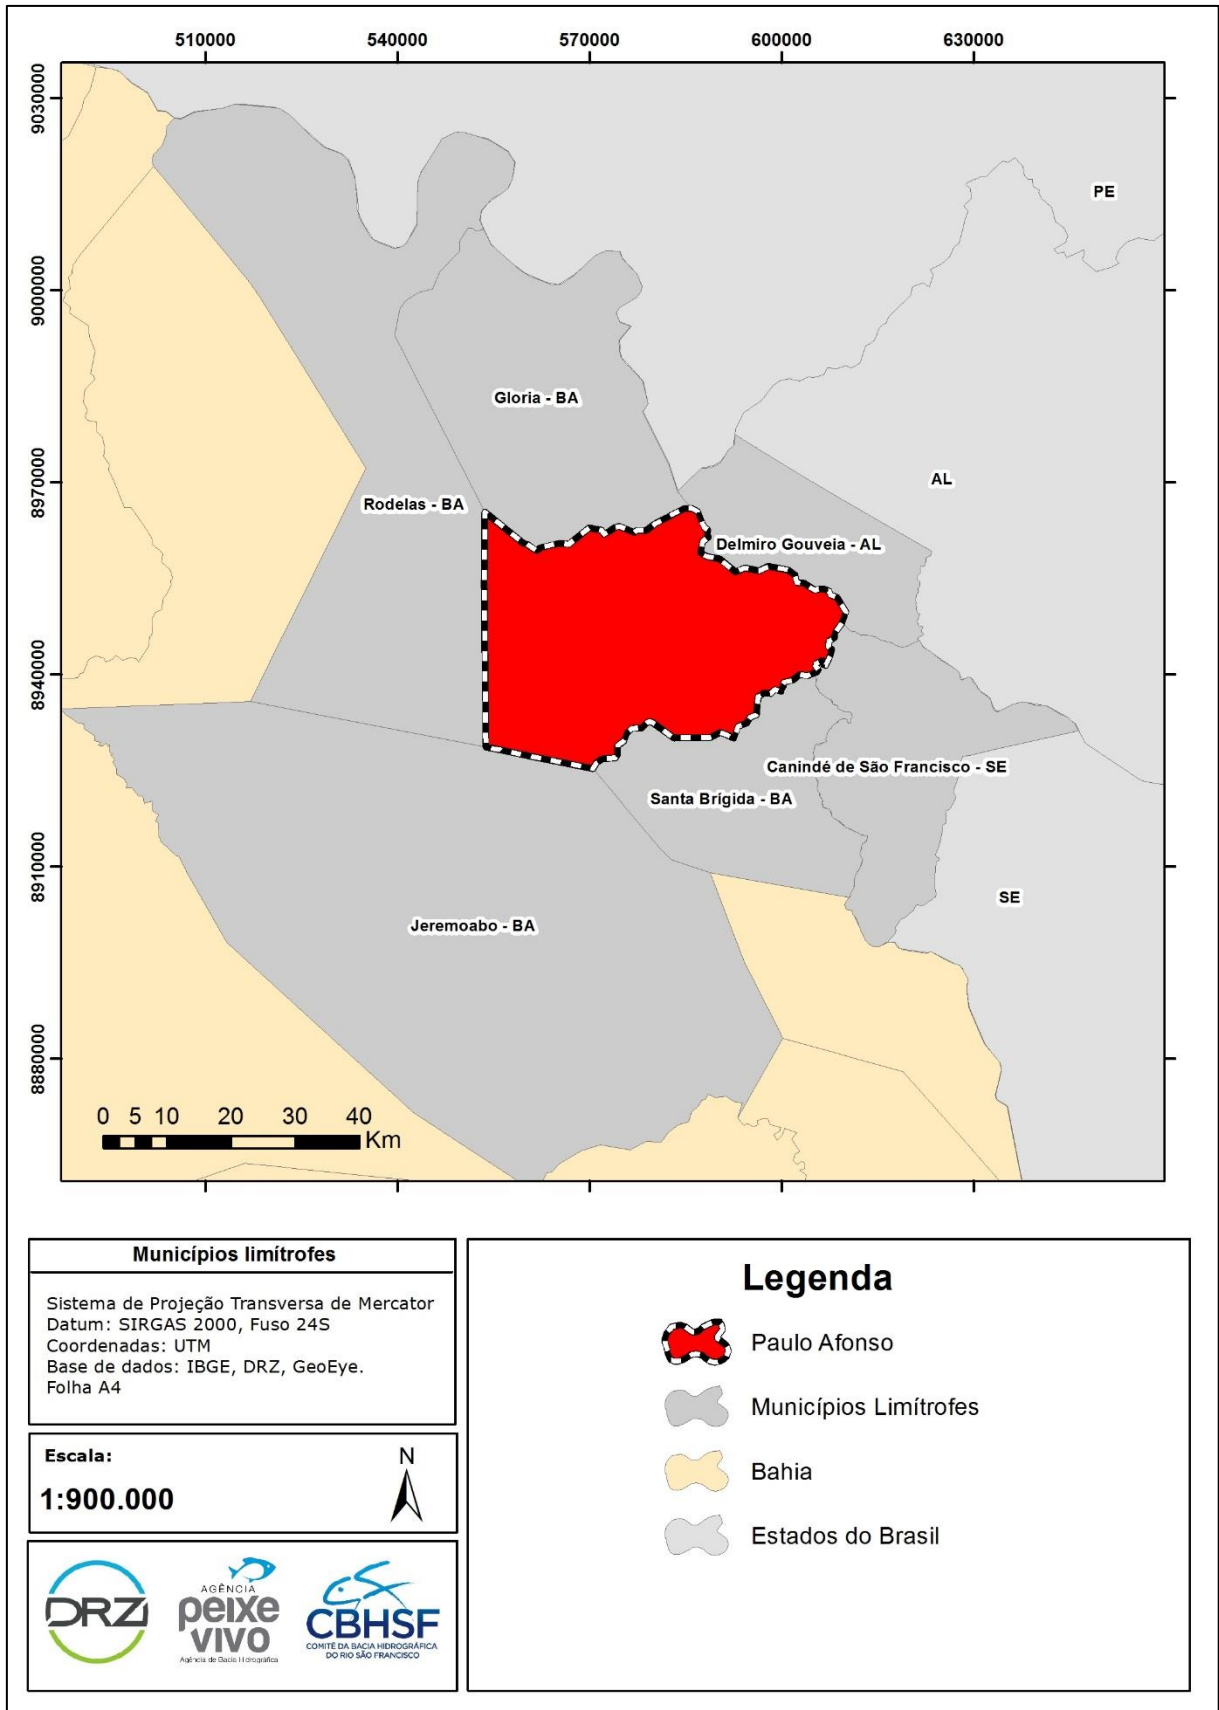 510000 540000 570000 600000 630000
9030000
9000000
8970000
8940000
8910000
8880000
PE
Gloria - BA
AL
Rodelas - BA
Delmiro Gouveia - AL
Canindé de São Francisco - SE
Santa Brígida - BA
SE
Jeremoabo - BA
0 5 10 20 30 40
Km
Municípios limítrofes
Sistema de Projeção Transversa de Mercator
Datum: SIRGAS 2000, Fuso 24S
Coordenadas: UTM
Base de dados: IBGE, DRZ, GeoEye.
Folha A4
Escala:
1:900.000
N
DRZ
AGÊNCIA
peixe
vivo
Agência de Bacia Hidrográfica
CBHSF
COMITÊ DA BACIA HIDROGRÁFICA
DO RIO SÃO FRANCISCO
Legenda
Paulo Afonso
Municípios Limítrofes
Bahia
Estados do Brasil